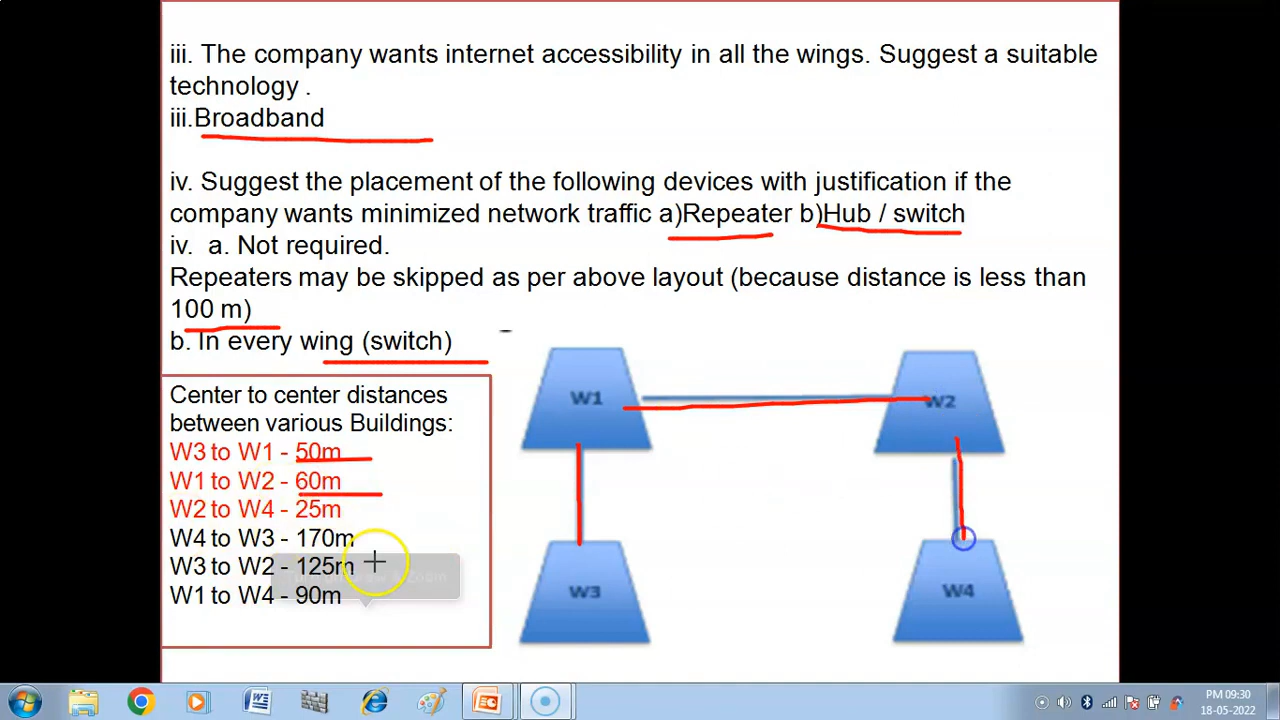 iii. The company wants internet accessibility in all the wings. Suggest a suitable
technology .
iii.Broadband
iv. Suggest the placement of the following devices with justification if the
company wants minimized network traffic a)Repeater b)Hub / switch
iv. a. Not required.
Repeaters may be skipped as per above layout (because distance is less than
100 m)
b. In every wing (switch)
Center to center distances
between various Buildings:
W3 to W1 - 50m
W1 to W2 - 60m
W2 to W4 - 25m
W4 to W3 - 170m
W3 to W2 - 125m
W1 to W4 - 90m
W1
W2
W3
W4
PM 09:30
18-05-2022